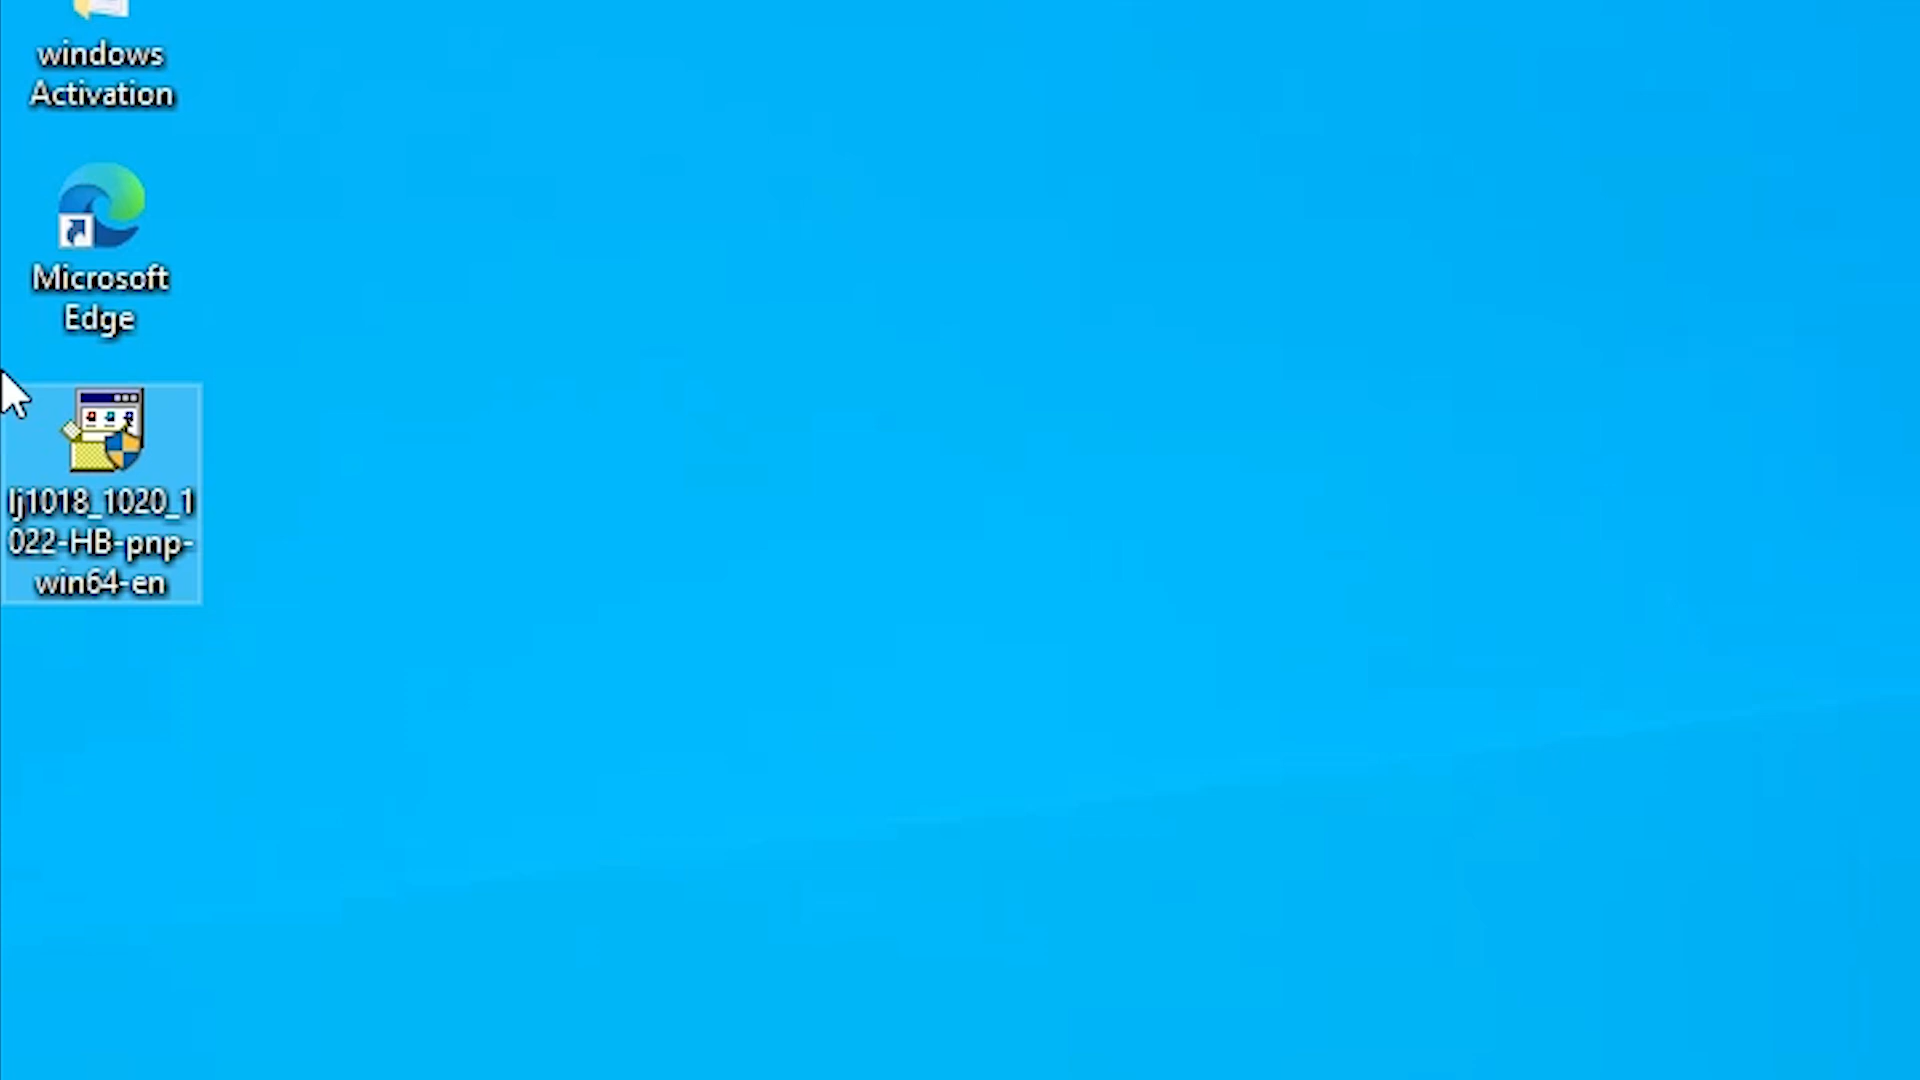 windows
Activation
Microsoft
Edge
lj1018_1020_1
022-HB-pnp-
win64-en